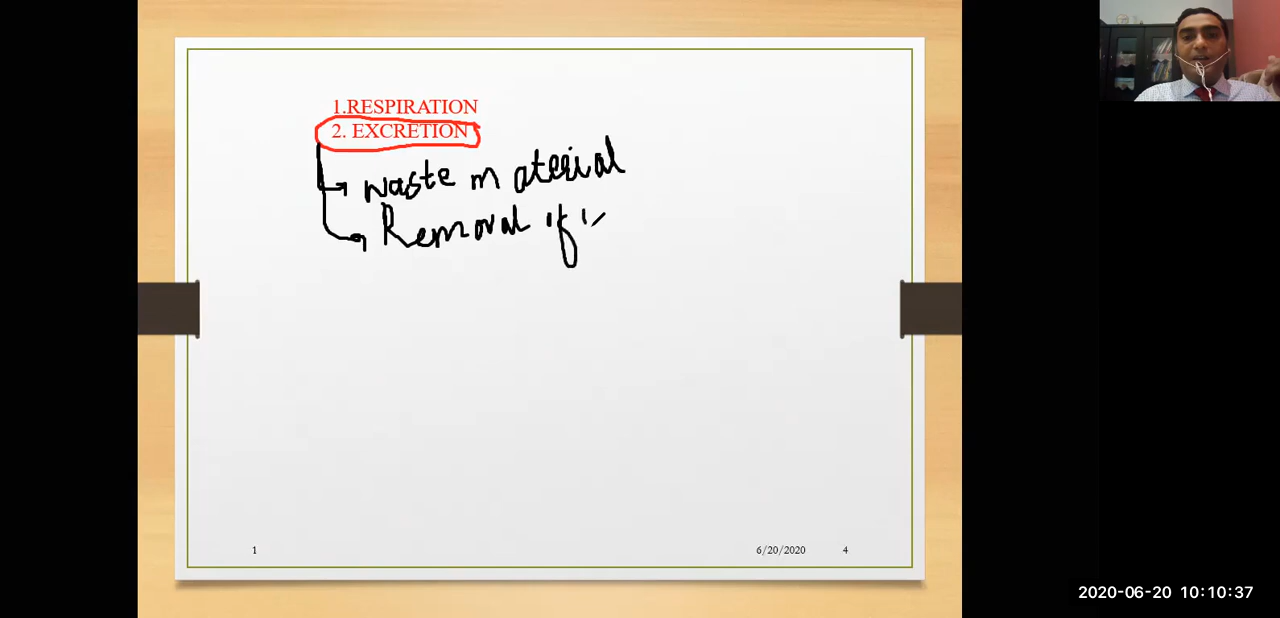 1.RESPIRATION
2. EXCRETION
waste material
Removal of
1
6/20/2020
4
2020-06-20 10:10:37